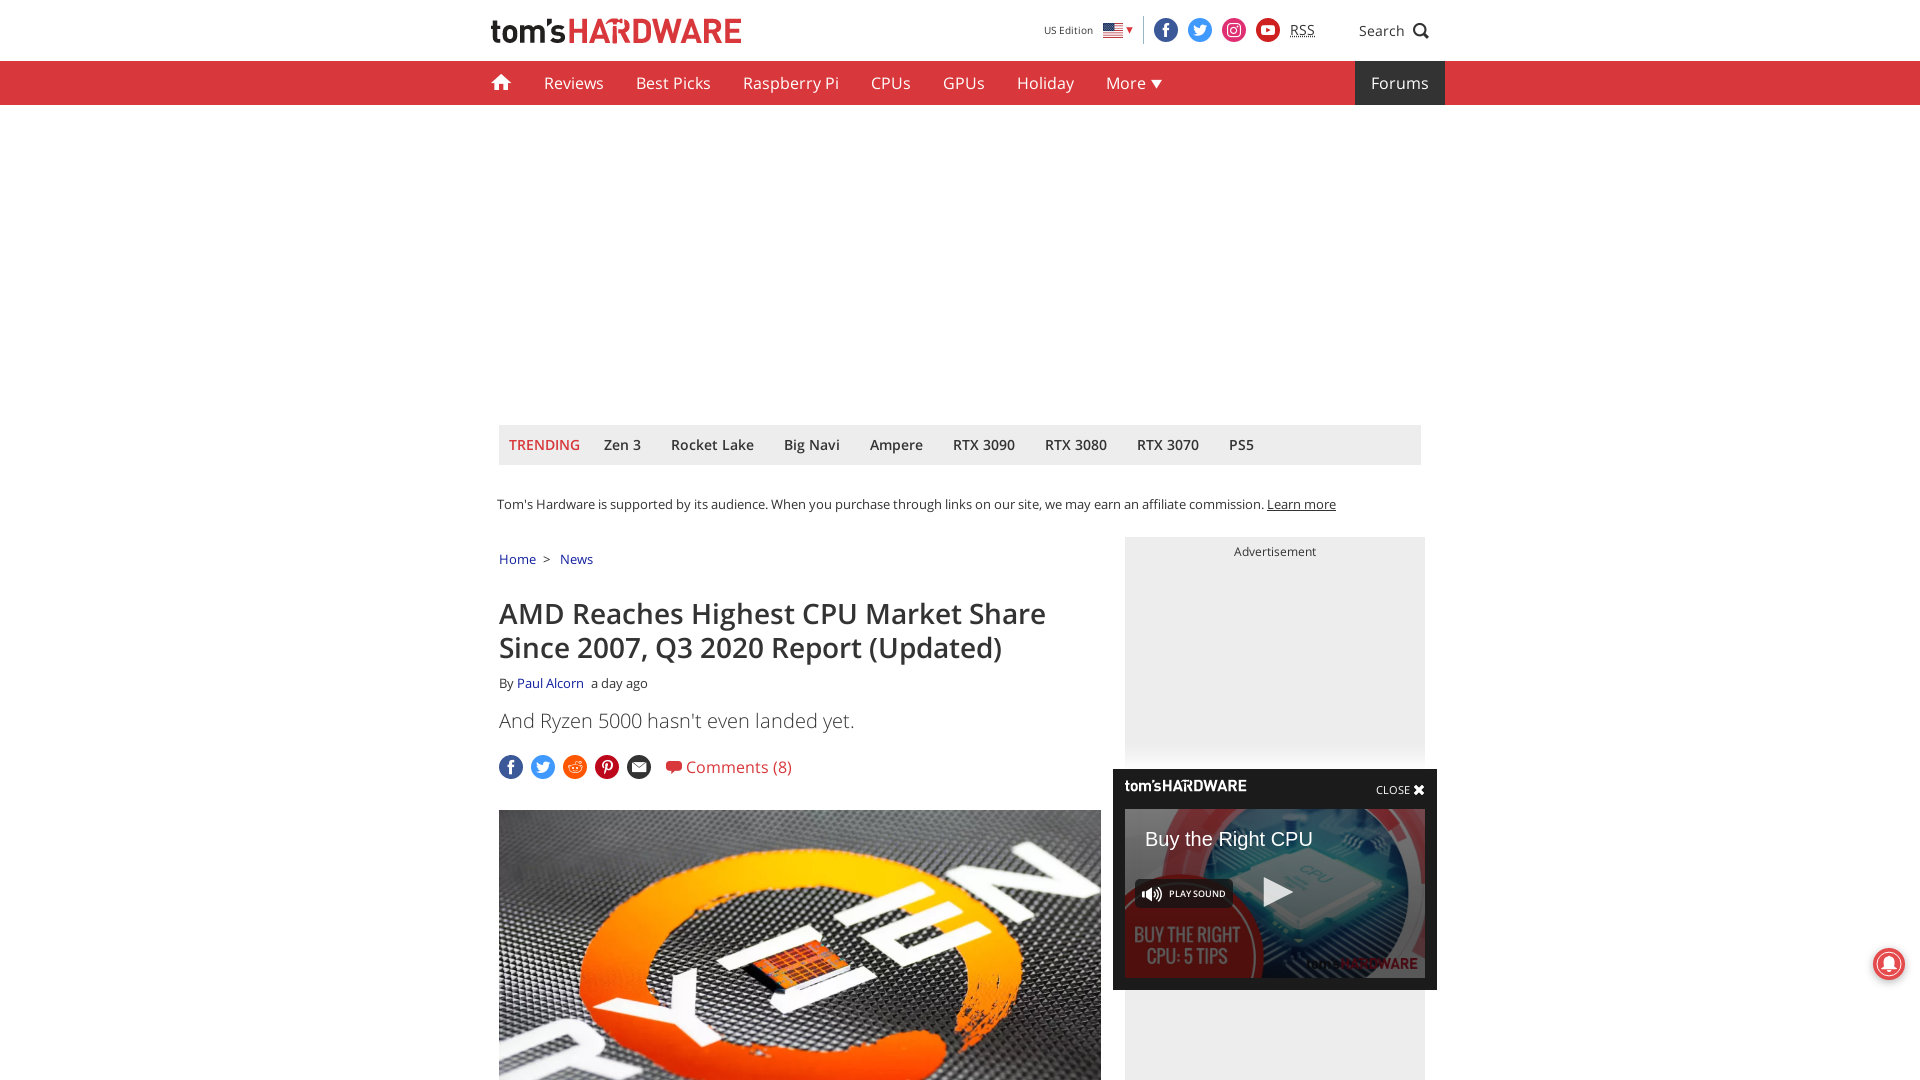 tom'sHARDWARE
US Edition
RSS
Search
Reviews
Best Picks
Raspberry Pi
CPUs
GPUs
Holiday
More
Forums
TRENDING
Zen 3
Rocket Lake
Big Navi
Ampere
RTX 3090
RTX 3080
RTX 3070
PS5
Tom's Hardware is supported by its audience. When you purchase through links on our site, we may earn an affiliate commission. Learn more
Home > News
Advertisement
AMD Reaches Highest CPU Market Share
Since 2007, Q3 2020 Report (Updated)
By Paul Alcorn a day ago
And Ryzen 5000 hasn't even landed yet.
Comments (8)
RYZEN
tom'sHARDWARE
CLOSE
Buy the Right CPU
CPU
PLAY SOUND
BUY THE RIGHT
CPU: 5 TIPS
tom'sHARDWARE